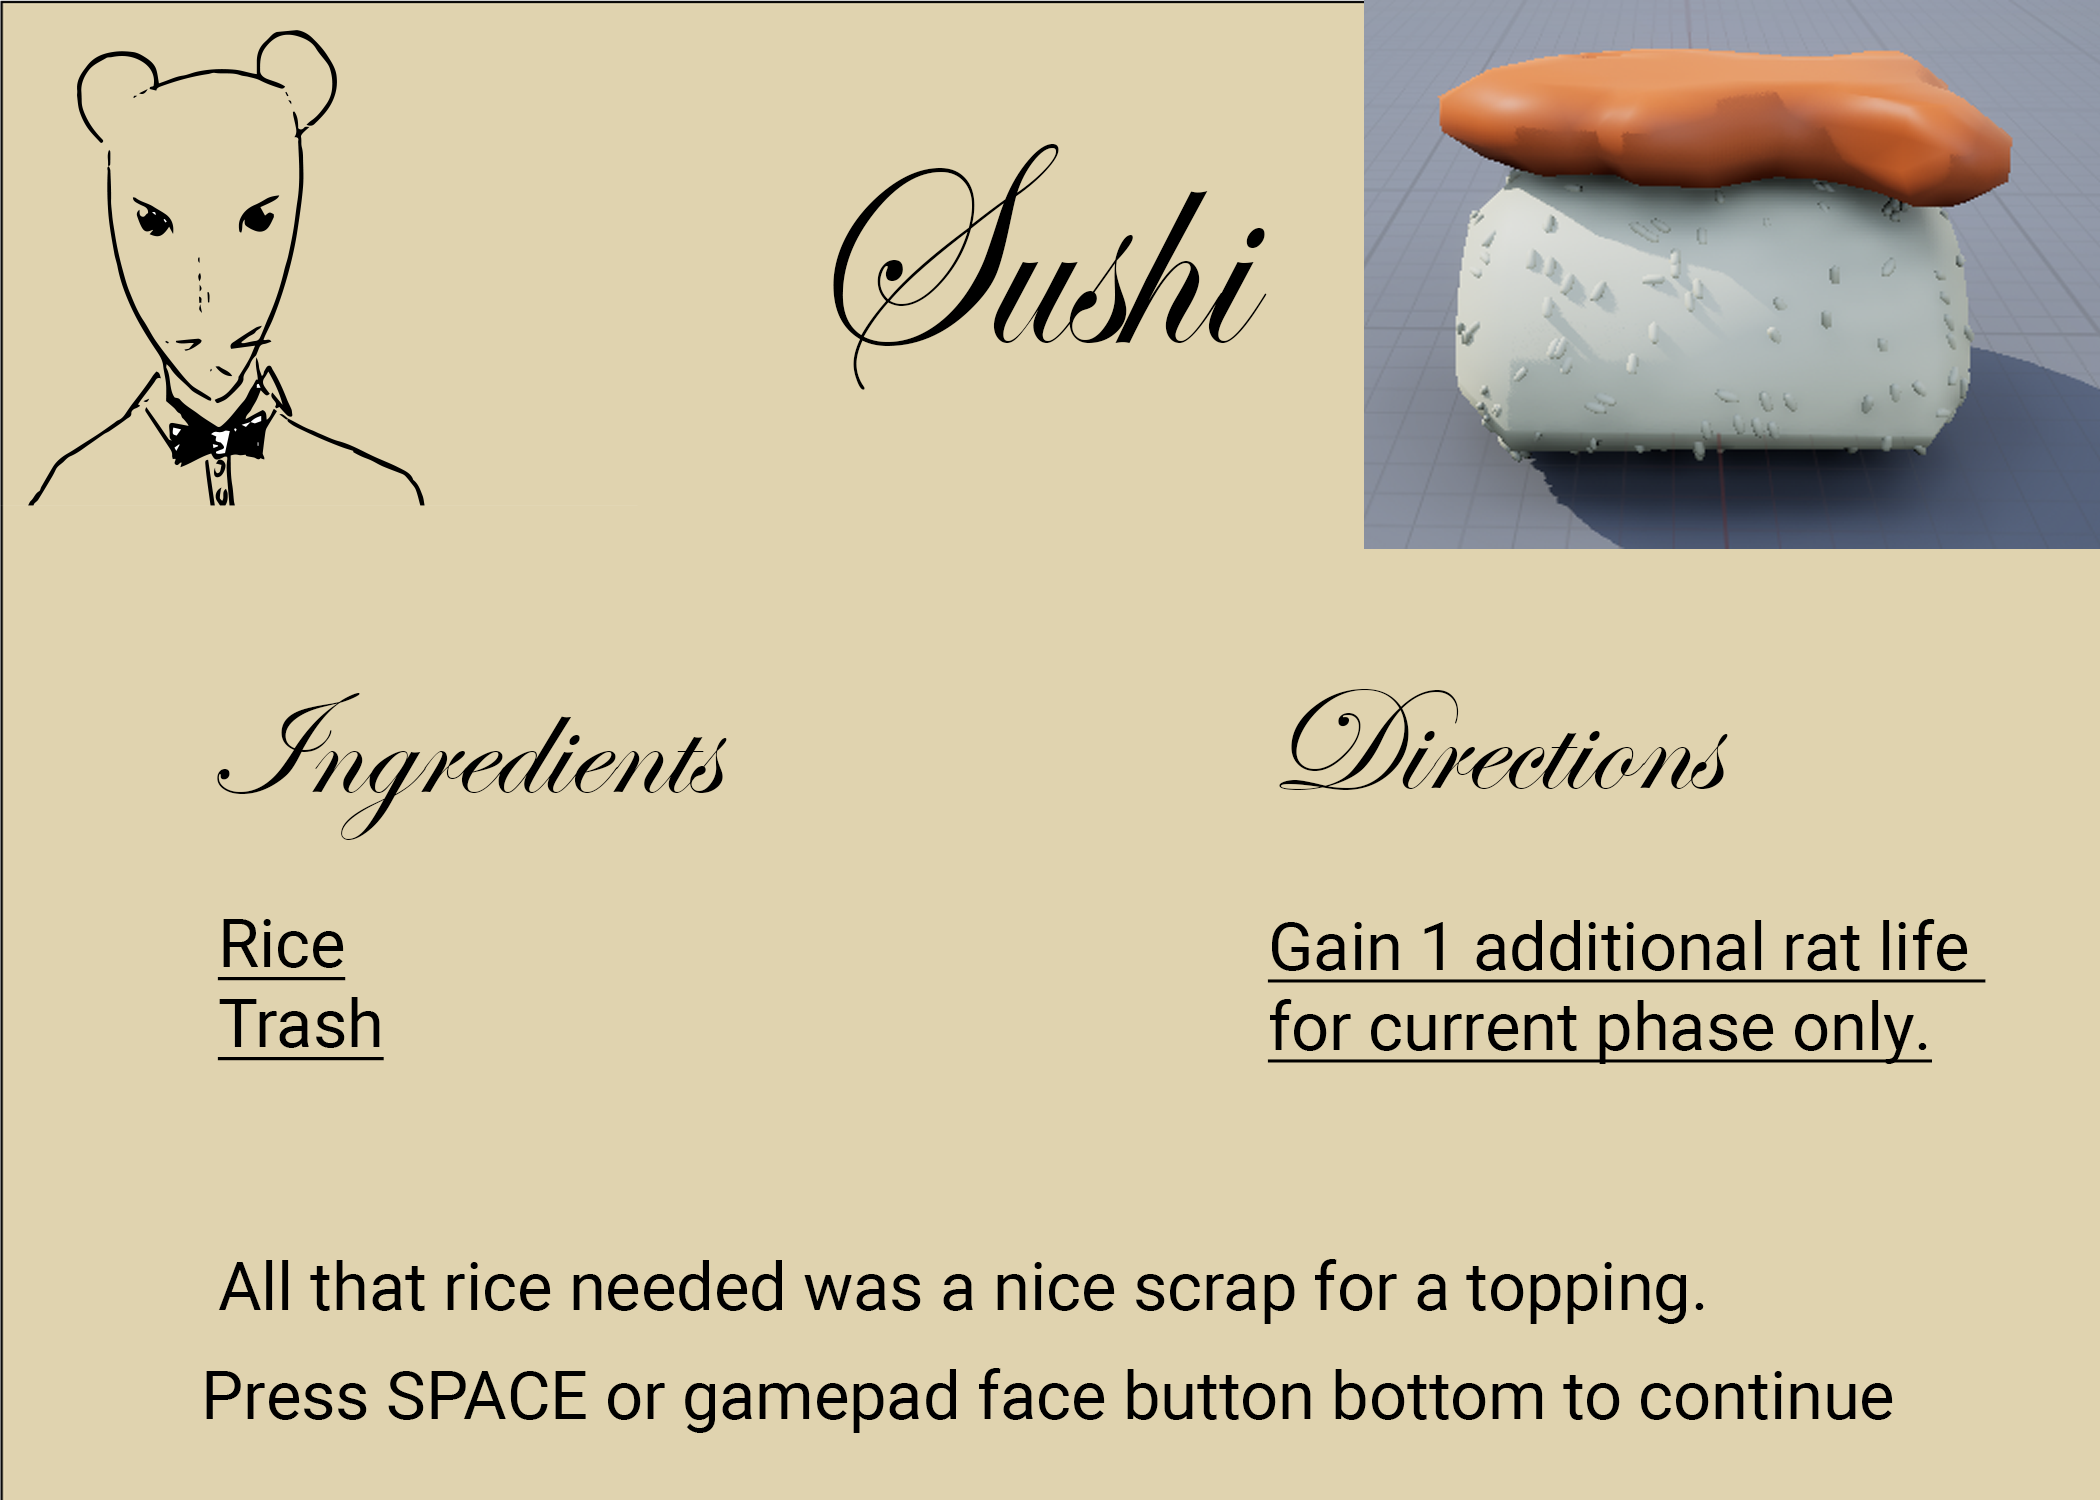 Sushi
Ingredients
Rice
Trash
Directions
Gain 1 additional rat life
for current phase only.
All that rice needed was a nice scrap for a topping.
Press SPACE or gamepad face button bottom to continue